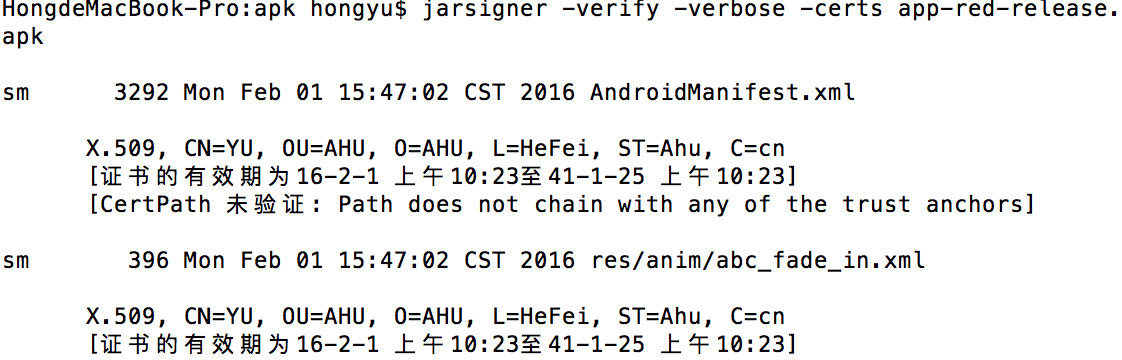 HongdeMacBook-Pro:apk hongyu$ jarsigner -verify -verbose -certs app-red-release.
apk
sm      3292 Mon Feb 01 15:47:02 CST 2016 AndroidManifest.xml
X.509, CN=YU, OU=AHU, O=AHU, L=HeFei, ST=Ahu, C=cn
[证书的有效期为16-2-1 上午10:23至41-1-25 上午10:23]
[CertPath 未验证: Path does not chain with any of the trust anchors]
sm       396 Mon Feb 01 15:47:02 CST 2016 res/anim/abc_fade_in.xml
X.509, CN=YU, OU=AHU, O=AHU, L=HeFei, ST=Ahu, C=cn
[证书的有效期为16-2-1 上午10:23至41-1-25 上午10:23]